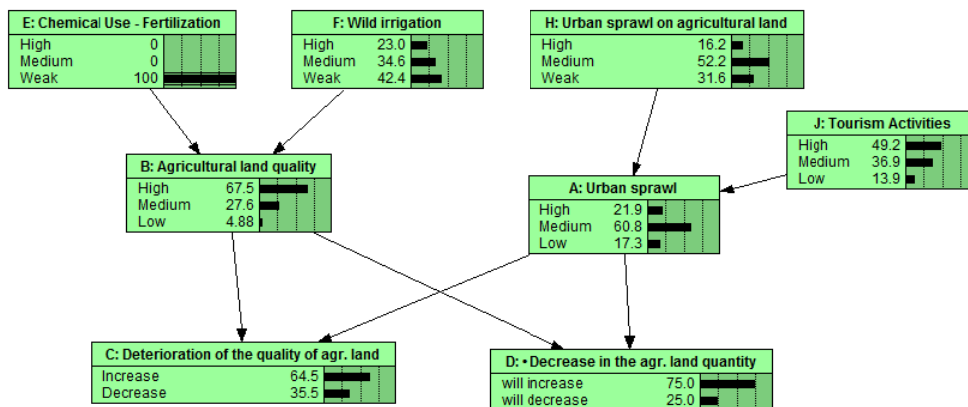 E: Chemical Use - Fertilization
High 0
Medium 0
Weak 100
F: Wild irrigation
High 23.0
Medium 34.6
Weak 42.4
H: Urban sprawl on agricultural land
High 16.2
Medium 52.2
Weak 31.6
J: Tourism Activities
High 49.2
Medium 36.9
Low 13.9
B: Agricultural land quality
High 67.5
Medium 27.6
Low 4.88
A: Urban sprawl
High 21.9
Medium 60.8
Low 17.3
C: Deterioration of the quality of agr. land
Increase 64.5
Decrease 35.5
D: •Decrease in the agr. land quantity
will increase 75.0
will decrease 25.0